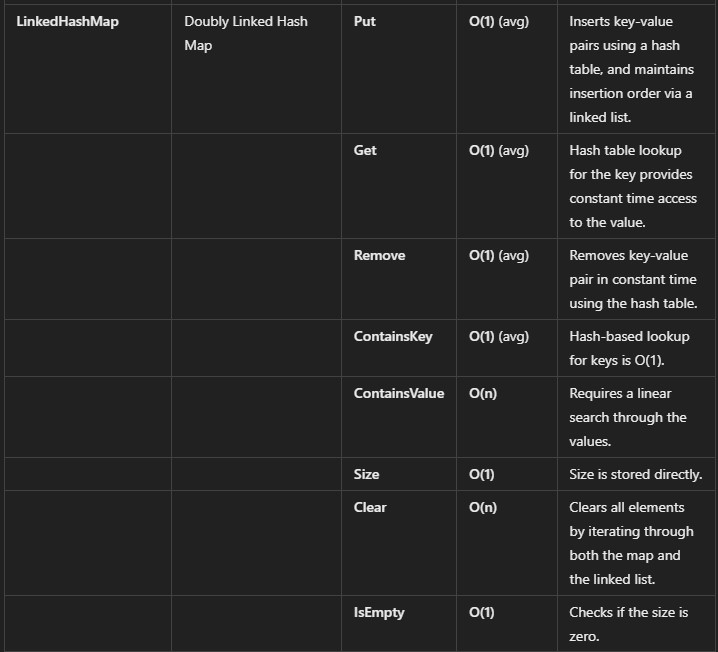 LinkedHashMap
Doubly Linked Hash
Map
Put
O(1) (avg)
Inserts key-value
pairs using a hash
table, and maintains
insertion order via a
linked list.
Get
O(1) (avg)
Hash table lookup
for the key provides
constant time access
to the value.
Remove
O(1) (avg)
Removes key-value
pair in constant time
using the hash table.
ContainsKey
O(1) (avg)
Hash-based lookup
for keys is O(1).
ContainsValue
O(n)
Requires a linear
search through the
values.
Size
O(1)
Size is stored directly.
Clear
O(n)
Clears all elements
by iterating through
both the map and
the linked list.
IsEmpty
O(1)
Checks if the size is
zero.